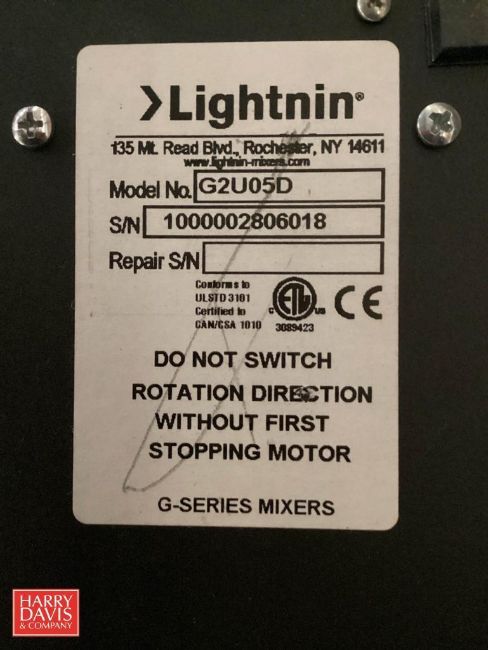 Lightnin®
135 Mt. Read Blvd., Rochester, NY 14611
www.lightnin-mixers.com
Model No. G2U05D
S/N 1000002806018
Repair S/N
Conforms to
ULSTD 3101
Certified to
CAN/CSA 1010
C ETL US CE
3089423
DO NOT SWITCH
ROTATION DIRECTION
WITHOUT FIRST
STOPPING MOTOR
G-SERIES MIXERS
HARRY
DAVIS
& COMPANY